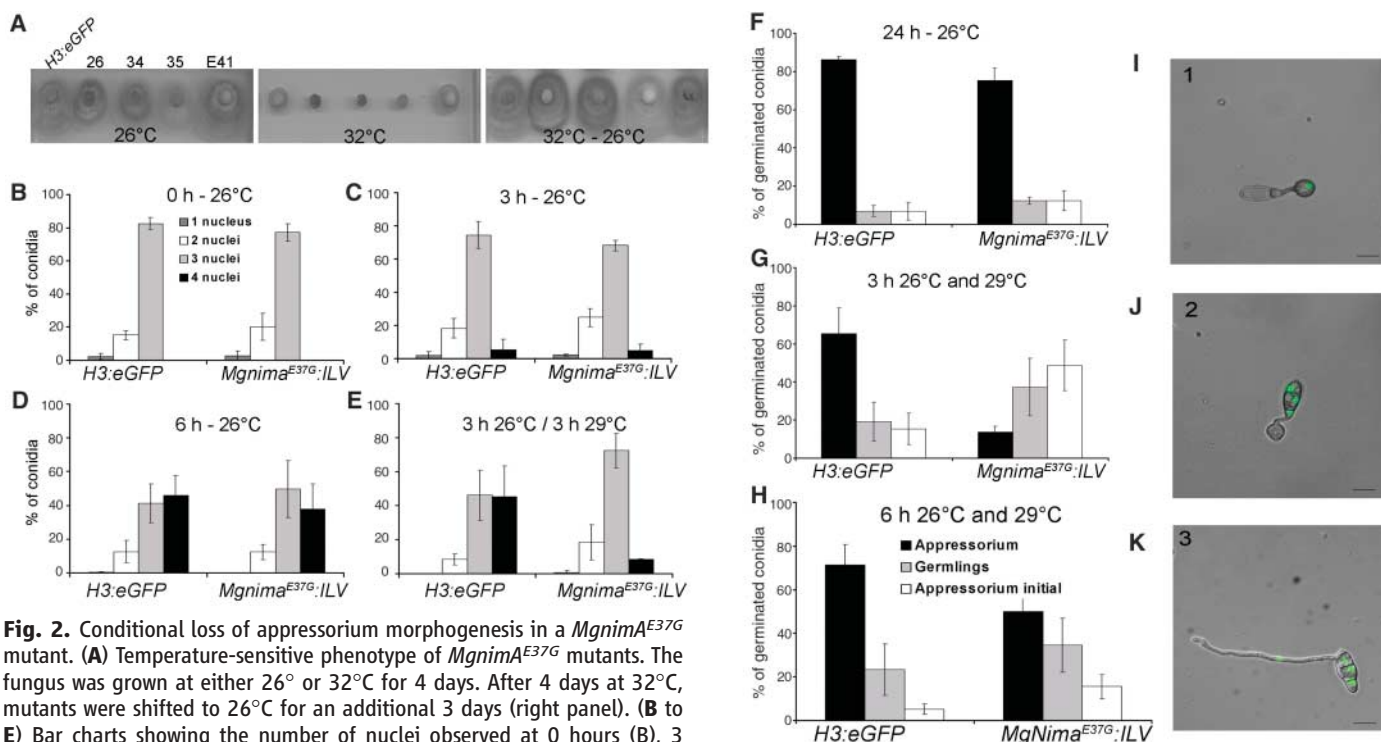 A
H3:eGFP 26 34 35 E41
26°C 32°C 32°C - 26°C
B
0 h - 26°C
% of conidia
100
80
60
40
20
0
1 nucleus
2 nuclei
3 nuclei
4 nuclei
H3:eGFP MgnimaE37G:ILV
C
3 h - 26°C
100
80
60
40
20
0
H3:eGFP MgnimaE37G:ILV
D
6 h - 26°C
% of conidia
100
80
60
40
20
0
H3:eGFP MgnimaE37G:ILV
E
3 h 26°C / 3 h 29°C
100
80
60
40
20
0
H3:eGFP MgnimaE37G:ILV
Fig. 2. Conditional loss of appressorium morphogenesis in a MgnimAE37G
mutant. (A) Temperature-sensitive phenotype of MgnimAE37G mutants. The
fungus was grown at either 26° or 32°C for 4 days. After 4 days at 32°C,
mutants were shifted to 26°C for an additional 3 days (right panel). (B to
E) Bar charts showing the number of nuclei observed at 0 hours (B), 3
F
24 h - 26°C
% of germinated conidia
100
80
60
40
20
0
H3:eGFP MgnimaE37G:ILV
G
3 h 26°C and 29°C
% of germinated conidia
100
80
60
40
20
0
H3:eGFP MgnimaE37G:ILV
H
6 h 26°C and 29°C
% of germinated conidia
100
80
60
40
20
0
Appressorium
Germlings
Appressorium initial
H3:eGFP MgNimaE37G:ILV
I
1
J
2
K
3